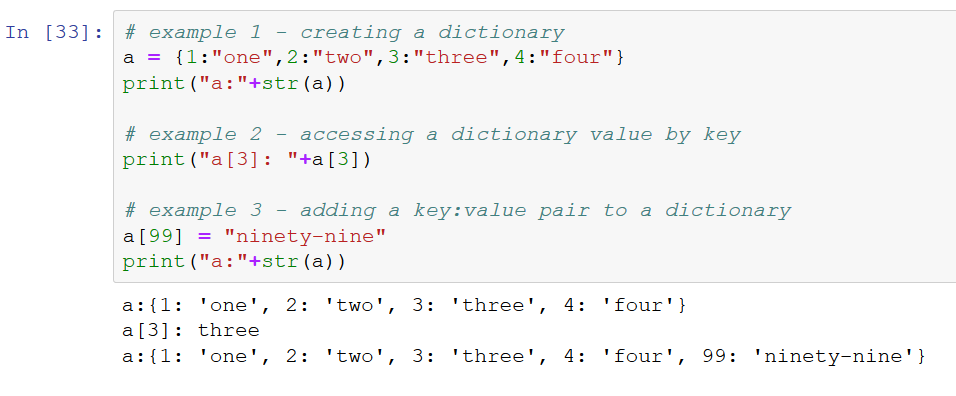 In [33]: # example 1 - creating a dictionary
a = {1:"one",2:"two",3:"three",4:"four"}
print("a:"+str(a))
# example 2 - accessing a dictionary value by key
print("a[3]: "+a[3])
# example 3 - adding a key:value pair to a dictionary
a[99] = "ninety-nine"
print("a:"+str(a))
a:{1: 'one', 2: 'two', 3: 'three', 4: 'four'}
a[3]: three
a:{1: 'one', 2: 'two', 3: 'three', 4: 'four', 99: 'ninety-nine'}